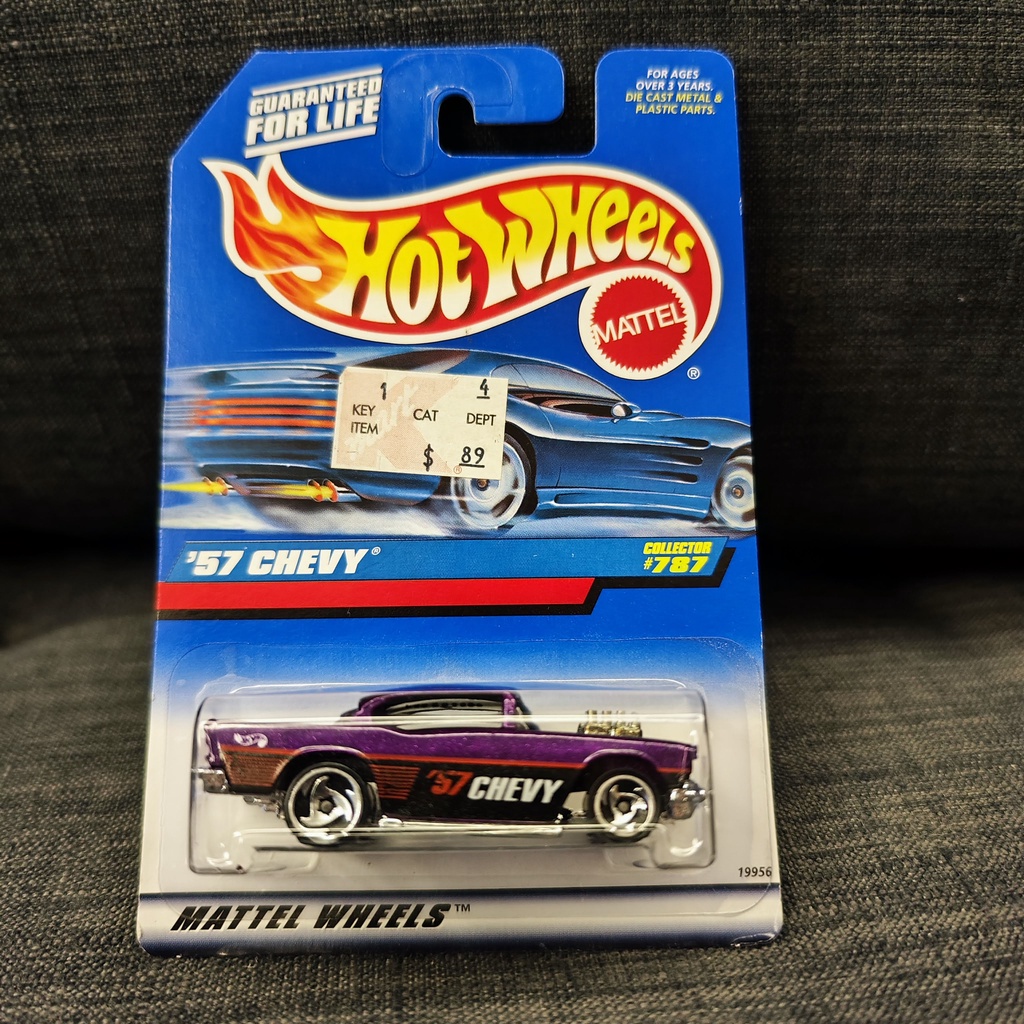 GUARANTEED
FOR LIFE
FOR AGES
OVER 3 YEARS.
DIE CAST METAL &
PLASTIC PARTS.
HOT WHEELS
MATTEL
®
1 4
KEY
ITEM CAT DEPT
$ 89
'57 CHEVY®
COLLECTOR
#787
'57 CHEVY
19956
MATTEL WHEELS™